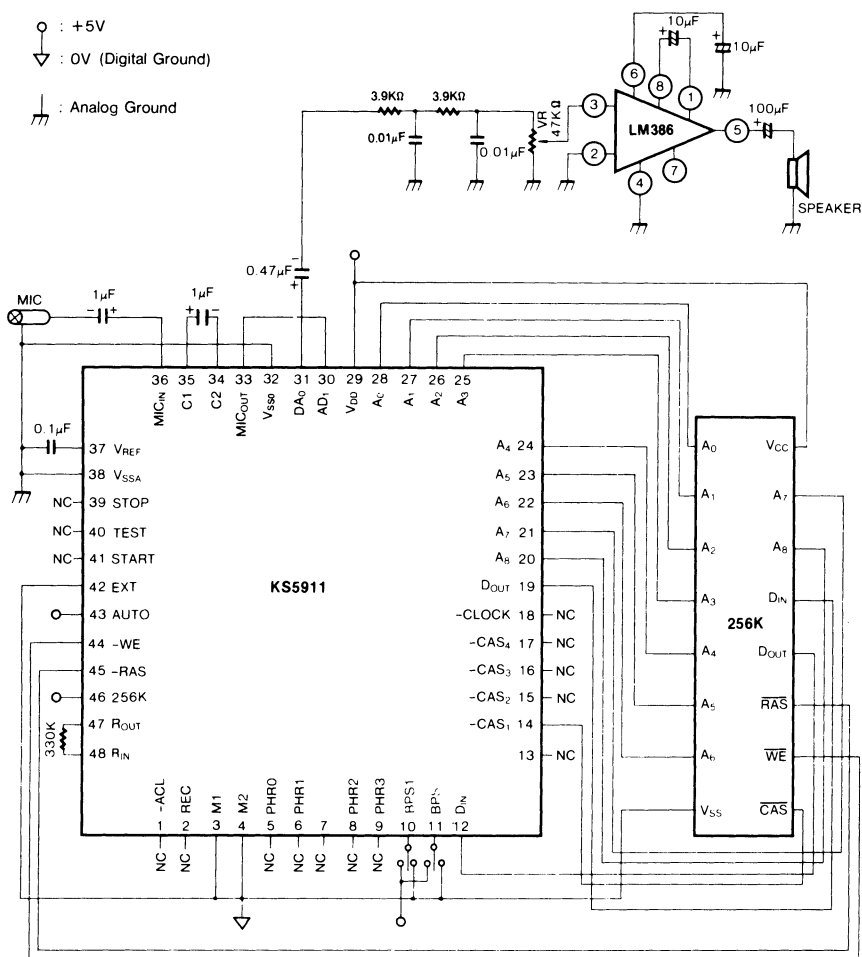 : +5V
: 0V (Digital Ground)
: Analog Ground
10μF
+
+
10μF
6
8
1
3.9KΩ
3.9KΩ
0.01μF
0.01μF
VR
47KΩ
3
2
LM386
5
4
7
100μF
+
SPEAKER
0.47μF
-
+
MIC
1μF
- +
1μF
+ -
36
35
34
33
32
31
30
29
28
27
26
25
MICIN
C1
C2
MICOUT
VSS0
DA0
AD1
VDD
A0
A1
A2
A3
0.1μF
37 VREF
38 VSSA
NC 39 STOP
NC 40 TEST
NC 41 START
42 EXT
43 AUTO
44 -WE
45 -RAS
46 256K
47 ROUT
48 RIN
330K
KS5911
A4 24
A5 23
A6 22
A7 21
A8 20
DOUT 19
-CLOCK 18 NC
-CAS4 17 NC
-CAS3 16 NC
-CAS2 15 NC
-CAS1 14
13 NC
-ACL
REC
M1
M2
PHR0
PHR1
PHR2
PHR3
BPS1
DIN
1
2
3
4
5
6
7
8
9
10
11
12
NC
NC
NC
NC
NC
NC
NC
A0
A1
A2
A3
A4
A5
A6
VSS
256K
VCC
A7
A8
DIN
DOUT
RAS
WE
CAS